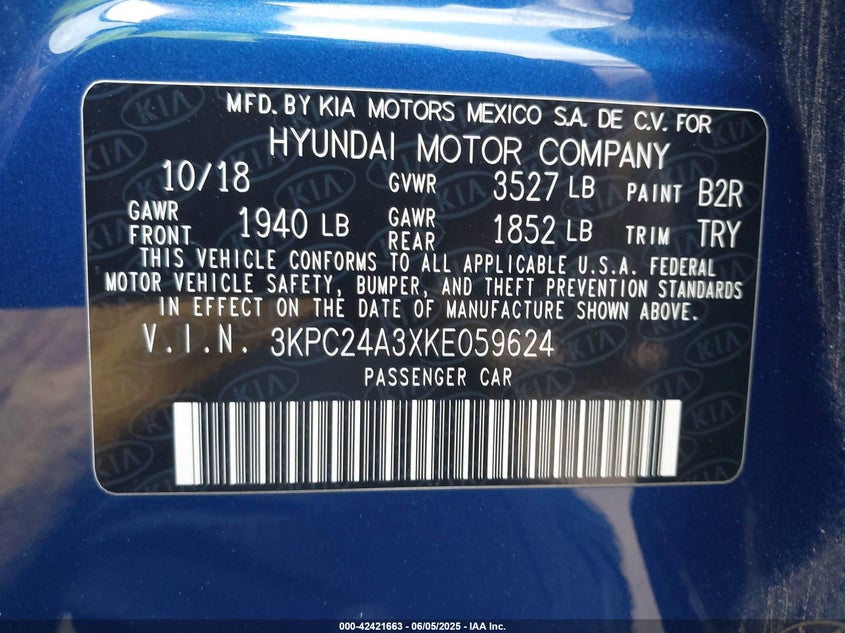 MFD. BY KIA MOTORS MEXICO S.A. DE C.V. FOR
HYUNDAI MOTOR COMPANY
10/18 GVWR 3527 LB PAINT B2R
GAWR FRONT 1940 LB GAWR REAR 1852 LB TRIM TRY
THIS VEHICLE CONFORMS TO ALL APPLICABLE U.S.A. FEDERAL
MOTOR VEHICLE SAFETY, BUMPER, AND THEFT PREVENTION STANDARDS
IN EFFECT ON THE DATE OF MANUFACTURE SHOWN ABOVE.
V.I.N. 3KPC24A3XKE059624
PASSENGER CAR
000-42421663 - 06/05/2025 - IAA Inc.